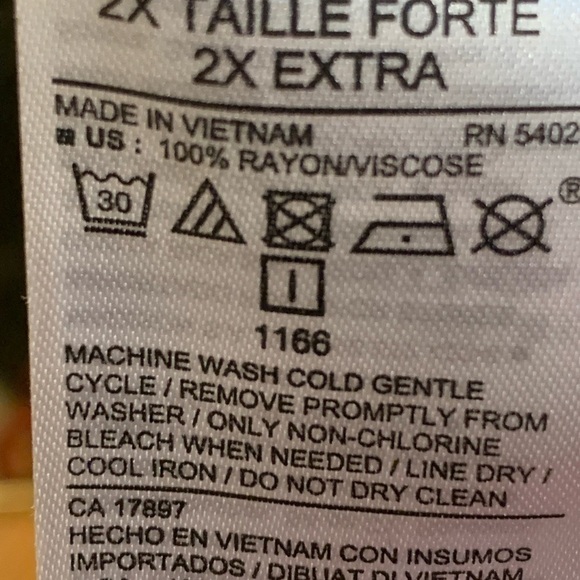 2X TAILLE FORTE
2X EXTRA
MADE IN VIETNAM RN 5402
US : 100% RAYON/VISCOSE
®
30
1166
MACHINE WASH COLD GENTLE
CYCLE / REMOVE PROMPTLY FROM
WASHER / ONLY NON-CHLORINE
BLEACH WHEN NEEDED / LINE DRY /
COOL IRON / DO NOT DRY CLEAN
CA 17897
HECHO EN VIETNAM CON INSUMOS
IMPORTADOS / DIBUAT DI VIETNAM